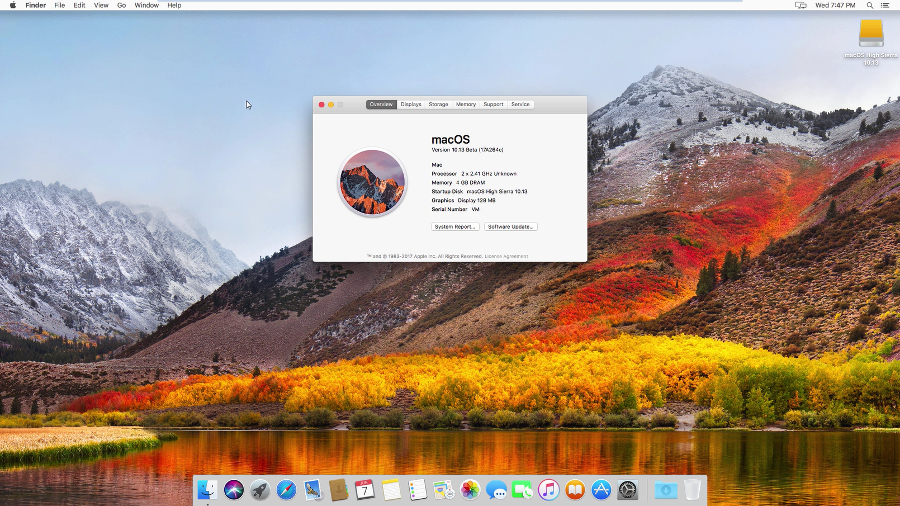 Finder File Edit View Go Window Help
Wed 7:47 PM
macOS High Sierra
10.13
Overview Displays Storage Memory Support Service
macOS
Version 10.13 Beta (17A264c)
Mac
Processor 2 x 2.41 GHz Unknown
Memory 4 GB DRAM
Startup Disk macOS High Sierra 10.13
Graphics Display 128 MB
Serial Number VM
System Report... Software Update...
™ and © 1983-2017 Apple Inc. All Rights Reserved. License Agreement
7